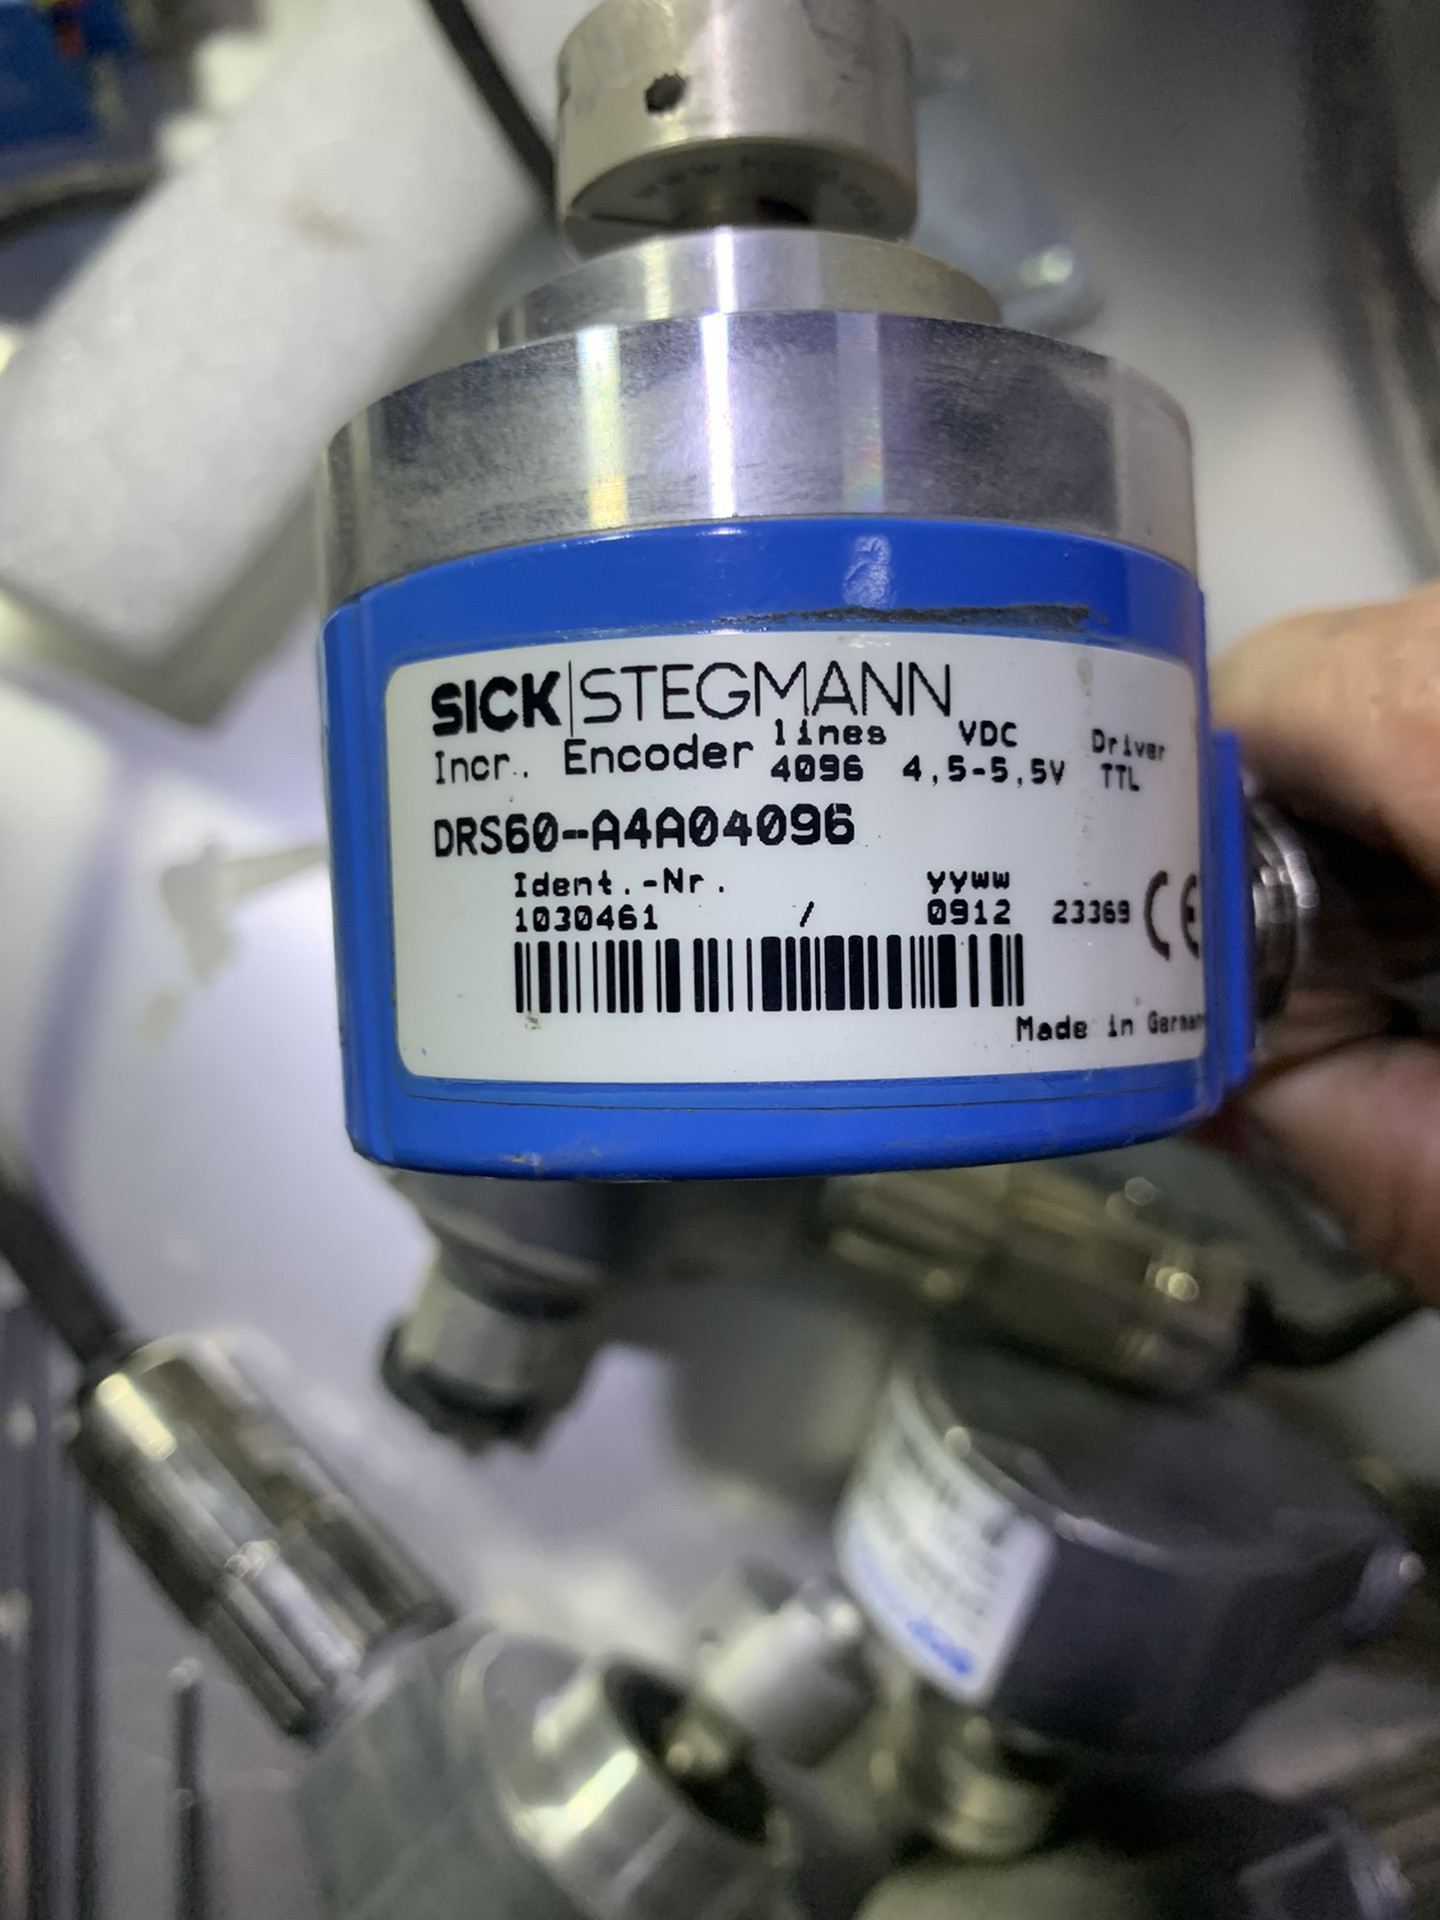 SICK|STEGMANN
Incr. Encoder lines VDC Driver
4096 4,5-5,5V TTL
DRS60-A4A04096
Ident.-Nr. yyww
1030461 / 0912 23369 CE
Made in German